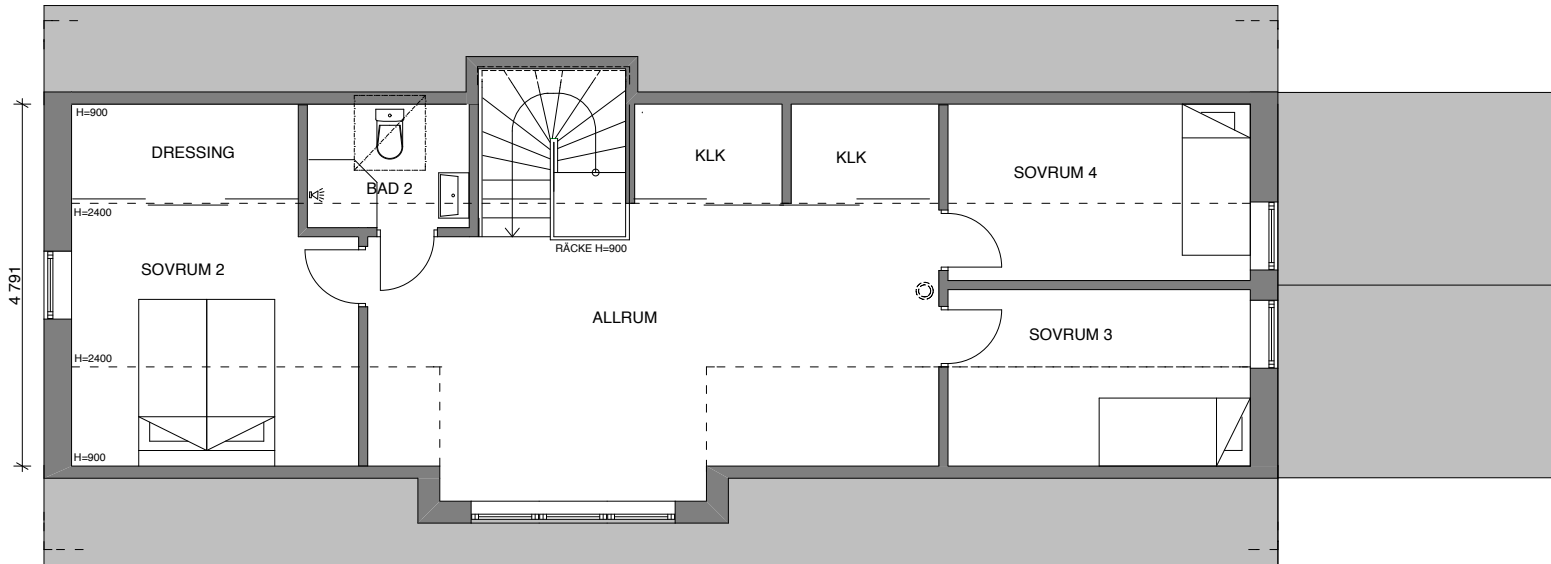 H=900
DRESSING
BAD 2
KLK
KLK
SOVRUM 4
H=2400
RÄCKE H=900
SOVRUM 2
4 791
ALLRUM
SOVRUM 3
H=2400
H=900